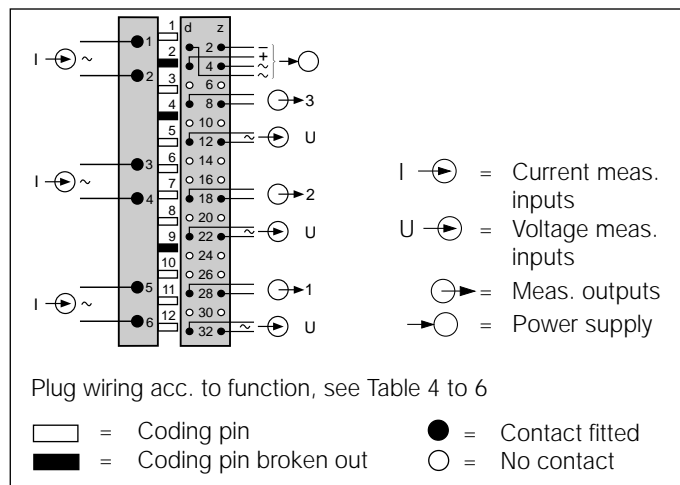 1 d z
I ~ 1 2 2 − +
2 3 4 ~ ~
4 6
8 3
5 10
12 ~ U
3 6 14
I ~ 7 16
4 18 2
8 20
9 22 ~ U
10 24
26
5 11 28 1
I ~ 12 30
6 32 ~ U
I = Current meas.
inputs
U = Voltage meas.
inputs
= Meas. outputs
= Power supply
Plug wiring acc. to function, see Table 4 to 6
= Coding pin
= Contact fitted
= Coding pin broken out
= No contact